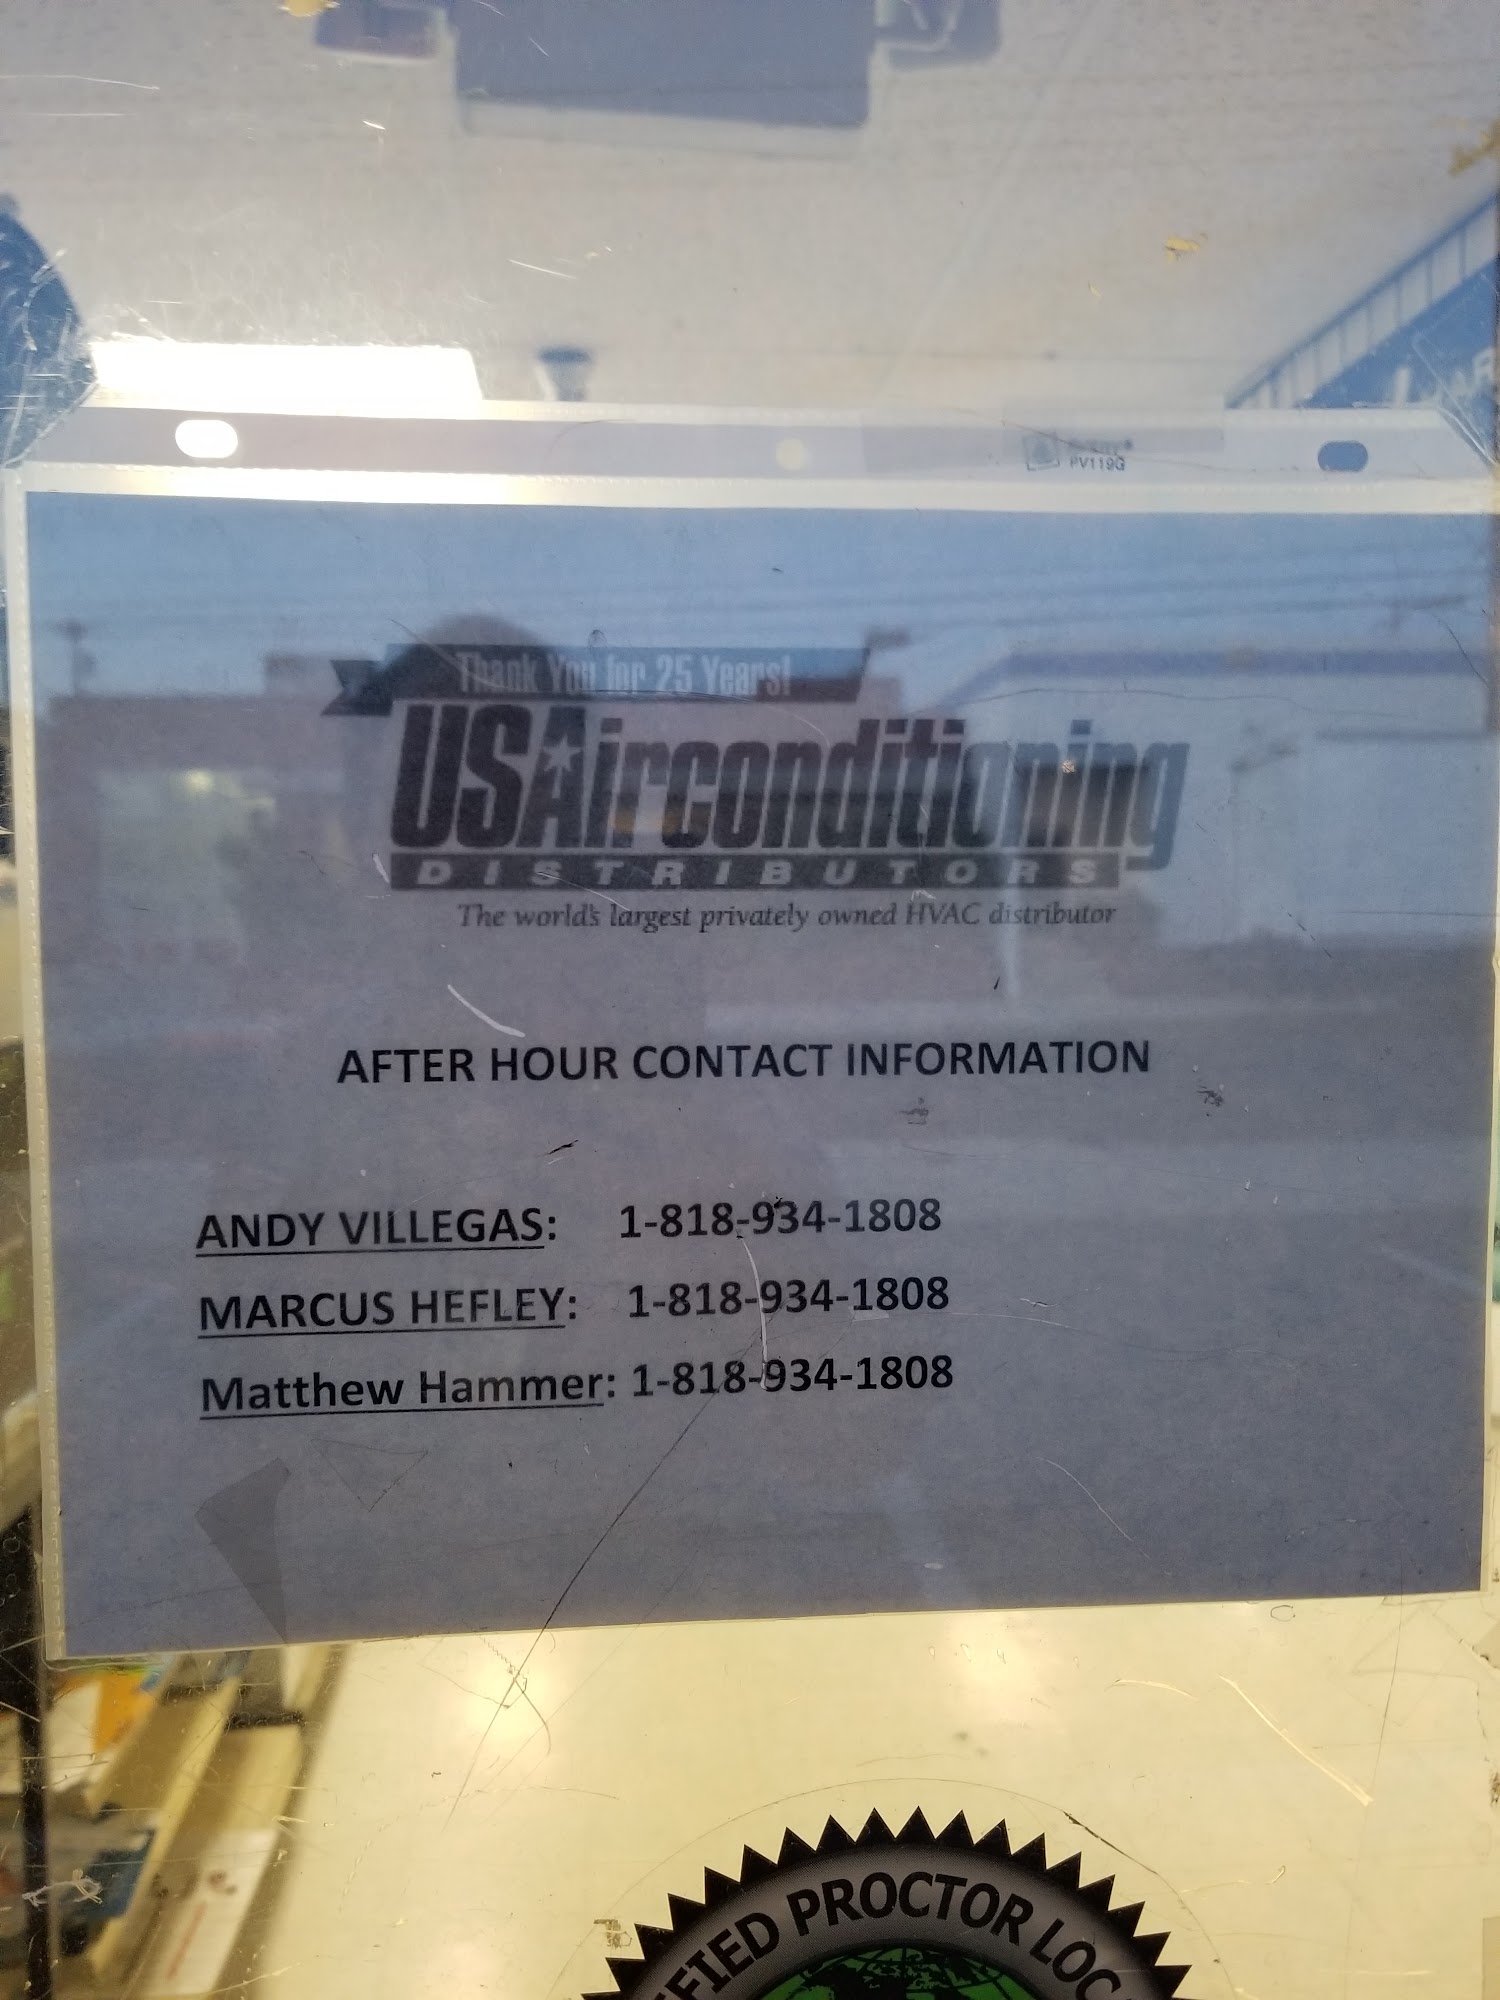 PV119G
Thank You for 25 Years!
USAirconditioning
DISTRIBUTORS
The world's largest privately owned HVAC distributor
AFTER HOUR CONTACT INFORMATION
ANDY VILLEGAS: 1-818-934-1808
MARCUS HEFLEY: 1-818-934-1808
Matthew Hammer: 1-818-934-1808
FIED PROCTOR LOC